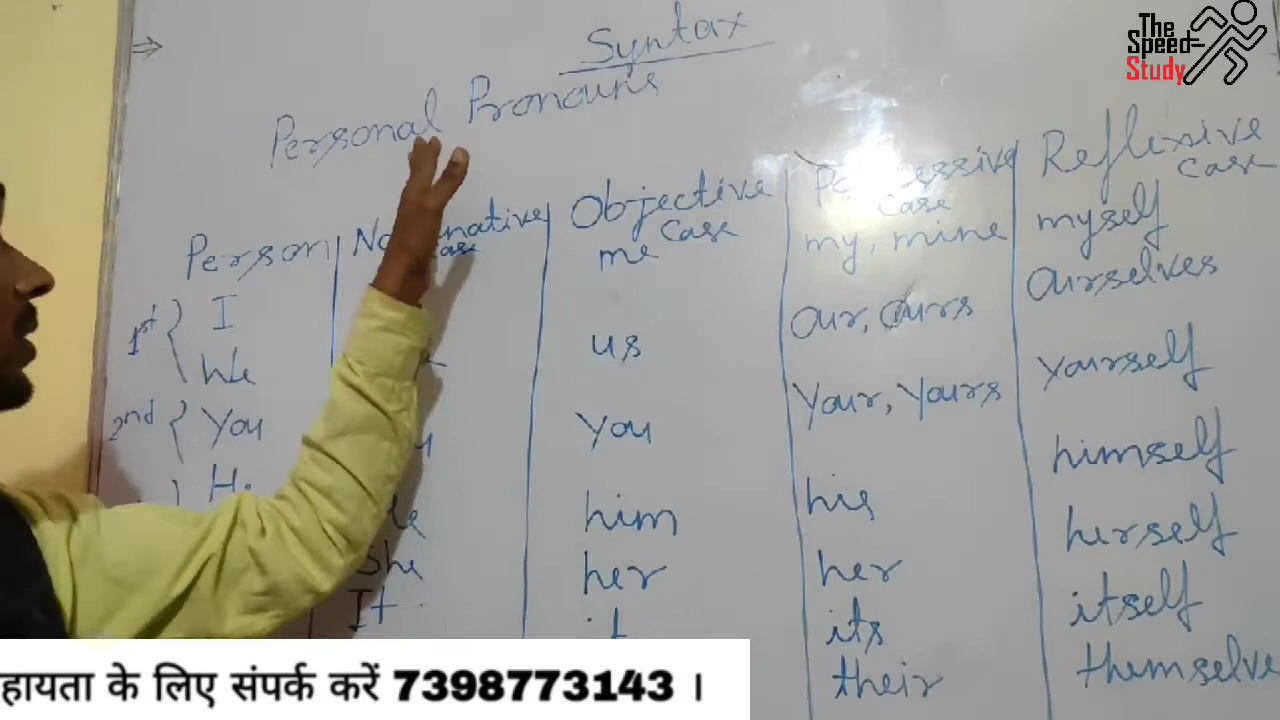 ⇒ Syntax
The
Speed
Study
Personal Pronouns
Person Objective Case Reflexive case
1st I me my, mine myself
We us our, ours ourselves
2nd You You Your, Yours Yourself
him his himself
She her her herself
It its itself
their
हायता के लिए संपर्क करें 7398773143 ।